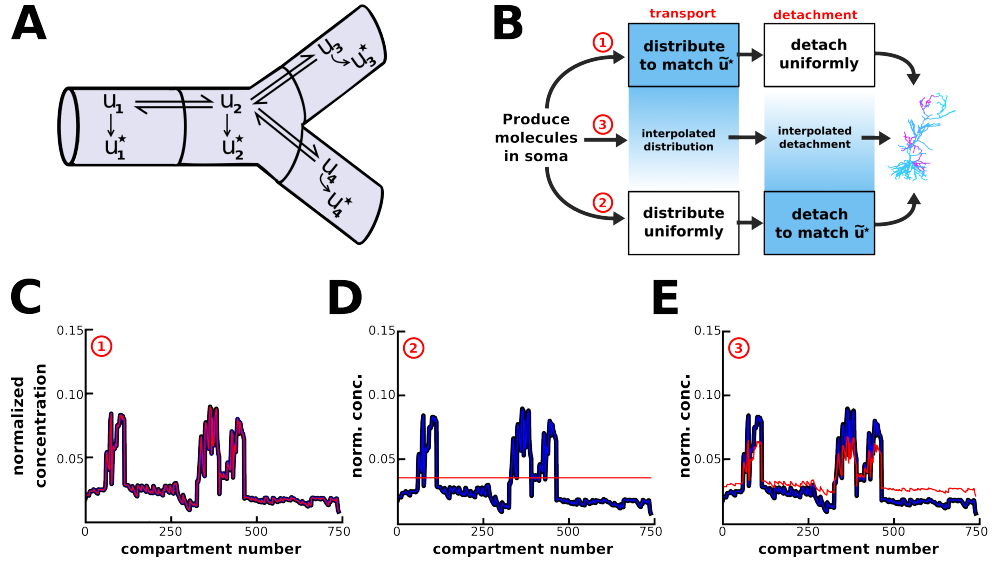 A
u₁
u₂
u₃
u₄
u₁*
u₂*
u₃*
u₄*
B
transport
detachment
1
distribute
to match ũ*
detach
uniformly
Produce
molecules
in soma
3
interpolated
distribution
interpolated
detachment
2
distribute
uniformly
detach
to match ũ*
C
0.15
0.10
0.05
1
normalized
concentration
0 250 500 750
compartment number
D
0.15
0.10
0.05
2
norm. conc.
0 250 500 750
compartment number
E
0.15
0.10
0.05
3
norm. conc.
0 250 500 750
compartment number